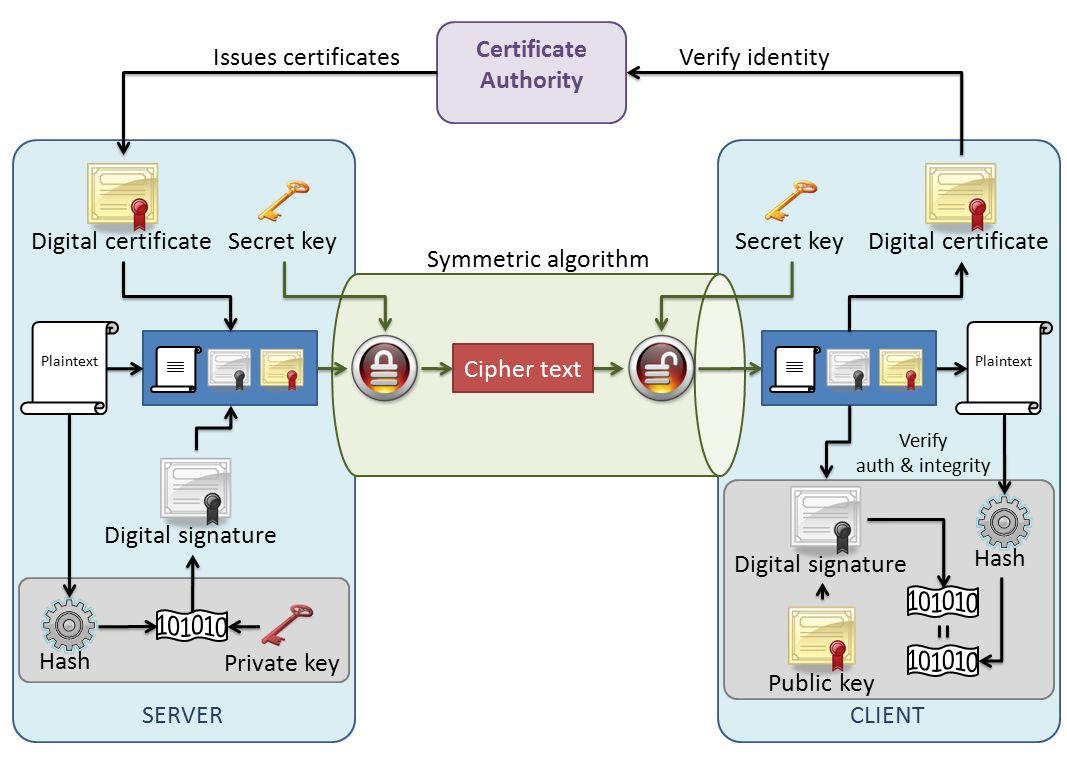 Issues certificates
Certificate
Authority
Verify identity
Digital certificate
Secret key
Symmetric algorithm
Secret key
Digital certificate
Plaintext
Cipher text
Plaintext
Verify
auth & integrity
Digital signature
Digital signature
Hash
101010
101010
=
101010
Hash
Private key
Public key
SERVER
CLIENT